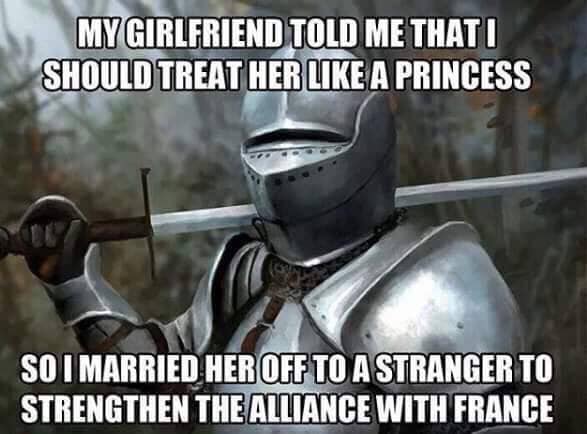 MY GIRLFRIEND TOLD ME THAT I
SHOULD TREAT HER LIKE A PRINCESS
SO I MARRIED HER OFF TO A STRANGER TO
STRENGTHEN THE ALLIANCE WITH FRANCE